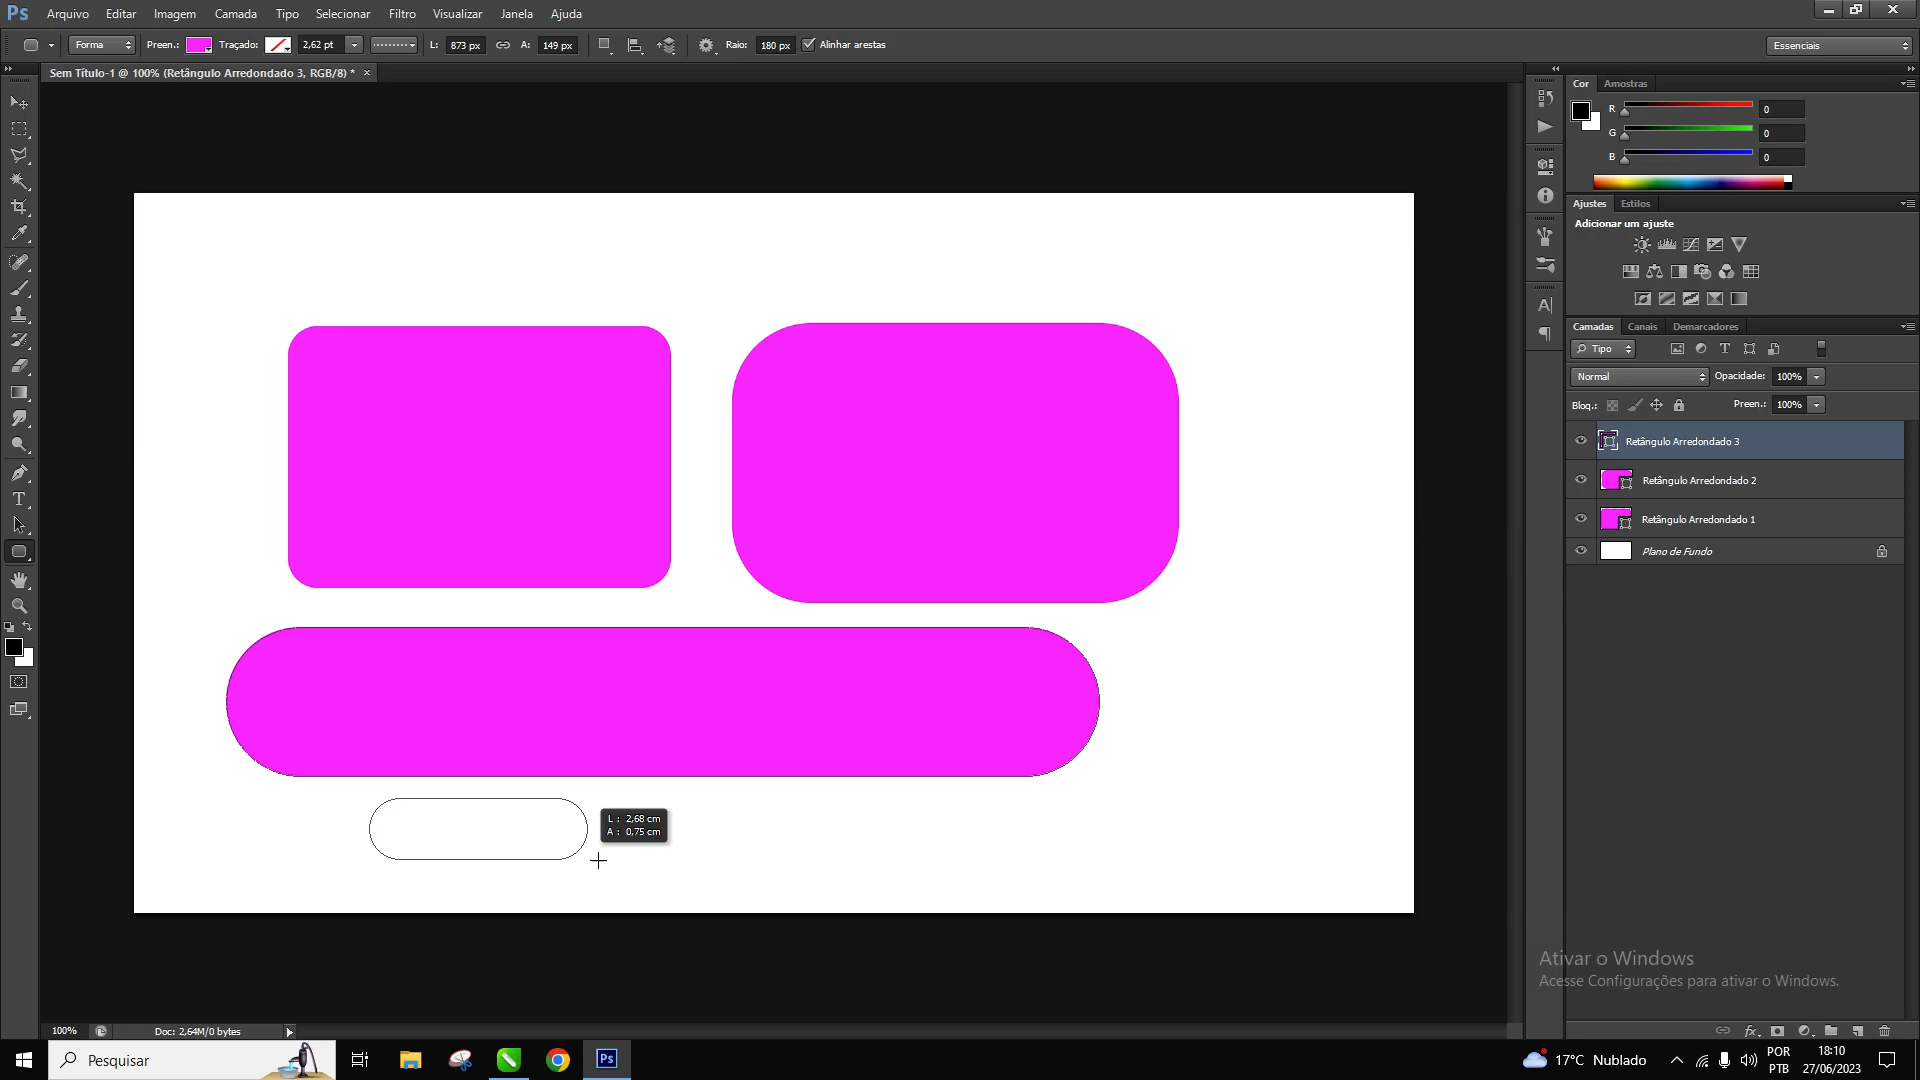 Ps Arquivo Editar Imagem Camada Tipo Selecionar Filtro Visualizar Janela Ajuda
Forma Preen.: Traçado: 2,62 pt L: 873 px A: 149 px Raio: 180 px Alinhar arestas Essenciais
Sem Título-1 @ 100% (Retângulo Arredondado 3, RGB/8) * ×
Cor Amostras
R 0
G 0
B 0
Ajustes Estilos
Adicionar um ajuste
Camadas Canais Demarcadores
Tipo
Normal Opacidade: 100%
Bloq.: Preen.: 100%
Retângulo Arredondado 3
Retângulo Arredondado 2
Retângulo Arredondado 1
Plano de Fundo
L : 2,68 cm
A : 0,75 cm
Ativar o Windows
Acesse Configurações para ativar o Windows.
100% Doc: 2,64M/0 bytes
Pesquisar Ps 17°C Nublado POR PTB 18:10 27/06/2023